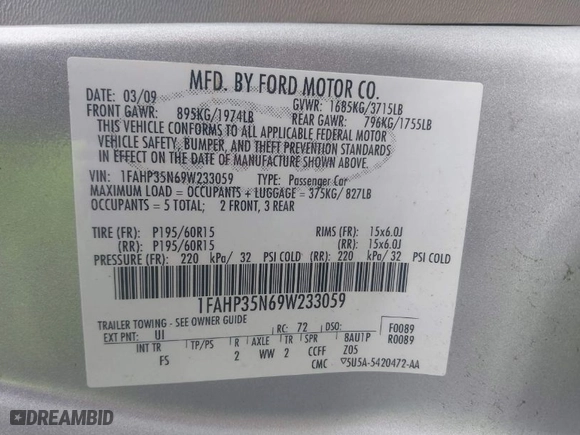 MFD. BY FORD MOTOR CO.
DATE: 03/09 GVWR: 1685KG/3715LB
FRONT GAWR: 895KG/1974LB REAR GAWR: 796KG/1755LB
THIS VEHICLE CONFORMS TO ALL APPLICABLE FEDERAL MOTOR
VEHICLE SAFETY, BUMPER, AND THEFT PREVENTION STANDARDS
IN EFFECT ON THE DATE OF MANUFACTURE SHOWN ABOVE.
VIN: 1FAHP35N69W233059 TYPE: Passenger Car
MAXIMUM LOAD = OCCUPANTS + LUGGAGE = 375KG/827LB
OCCUPANTS = 5 TOTAL; 2 FRONT, 3 REAR
TIRE (FR): P195/60R15 RIMS (FR): 15x6.0J
(RR): P195/60R15 (RR): 15x6.0J
PRESSURE (FR): 220 kPa/ 32 PSI COLD (RR): 220 kPa/ 32 PSI COLD
1FAHP35N69W233059
TRAILER TOWING - SEE OWNER GUIDE
EXT PNT: UI RC: 72 DSO: F0089
R0089
INT TR TP/PS R AXLE TR SPR BAU1P
FS 2 WW 2 CCFF Z05
CMC ▽5U5A-5420472-AA
DREAMBID